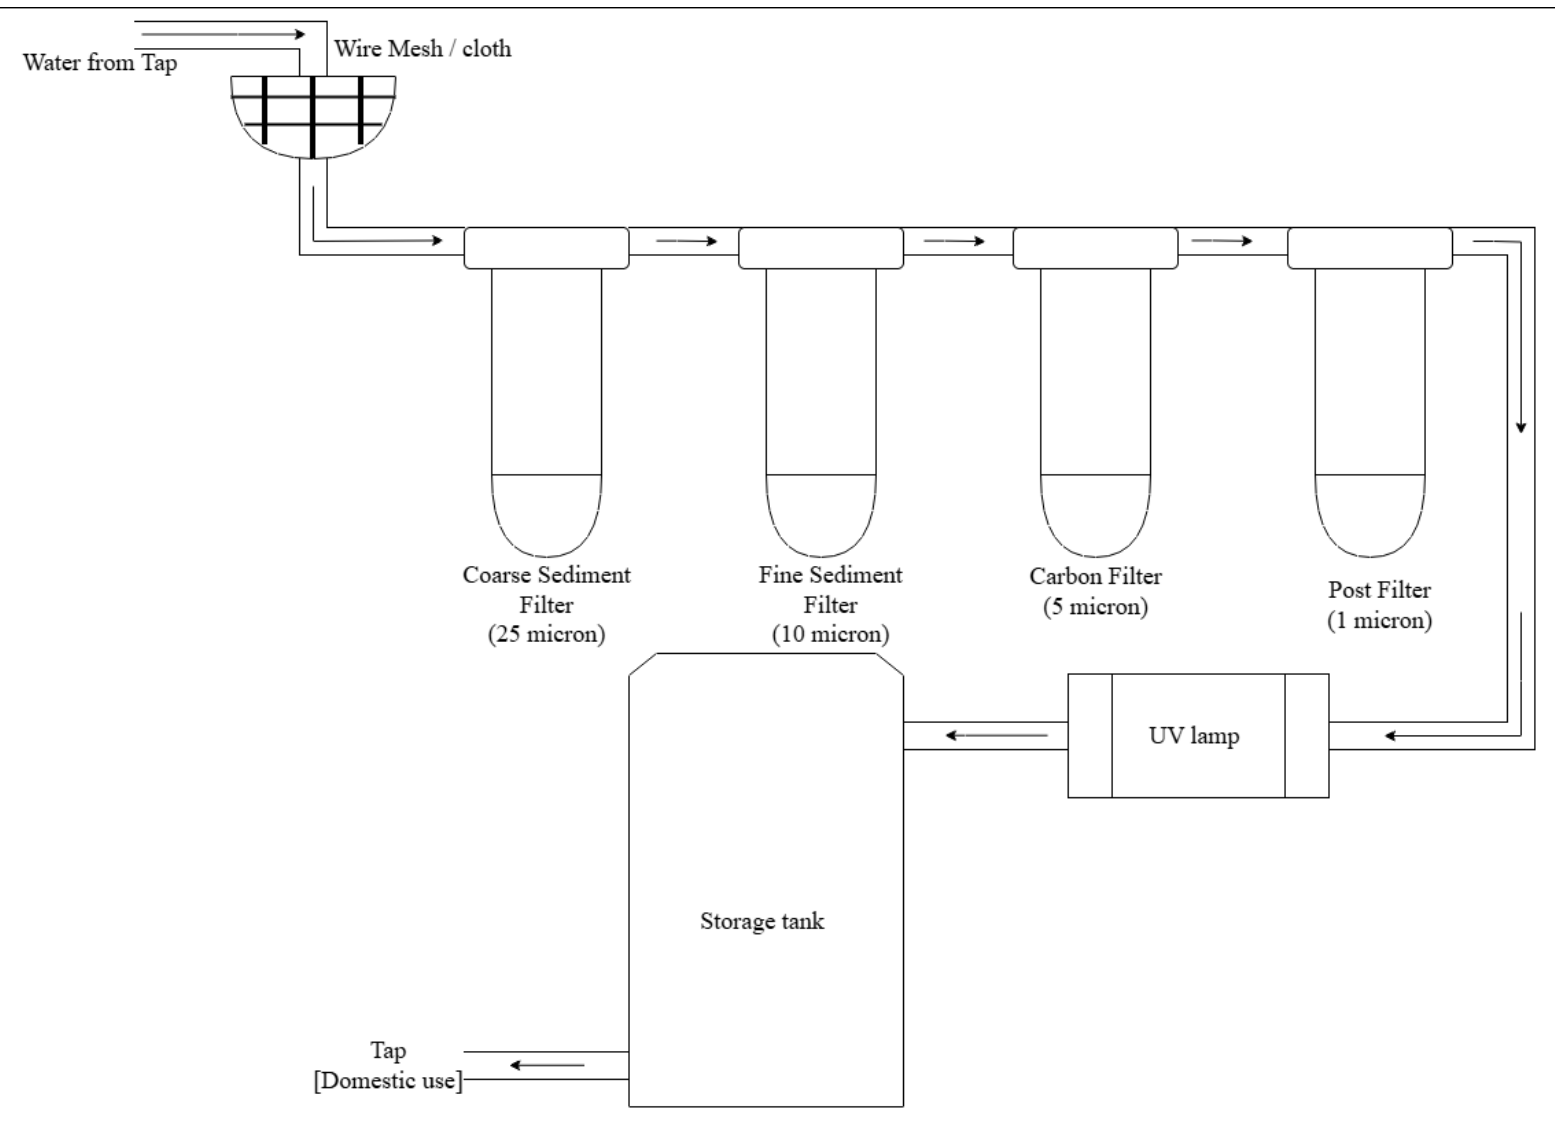 Water from Tap
Wire Mesh / cloth
Coarse Sediment
Filter
(25 micron)
Fine Sediment
Filter
(10 micron)
Carbon Filter
(5 micron)
Post Filter
(1 micron)
UV lamp
Storage tank
Tap
[Domestic use]